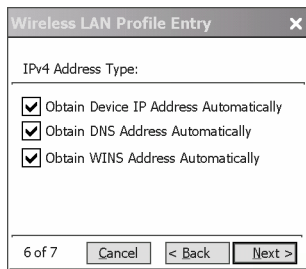 Wireless LAN Profile Entry
IPv4 Address Type:
Obtain Device IP Address Automatically
Obtain DNS Address Automatically
Obtain WINS Address Automatically
6 of 7 Cancel < Back Next >